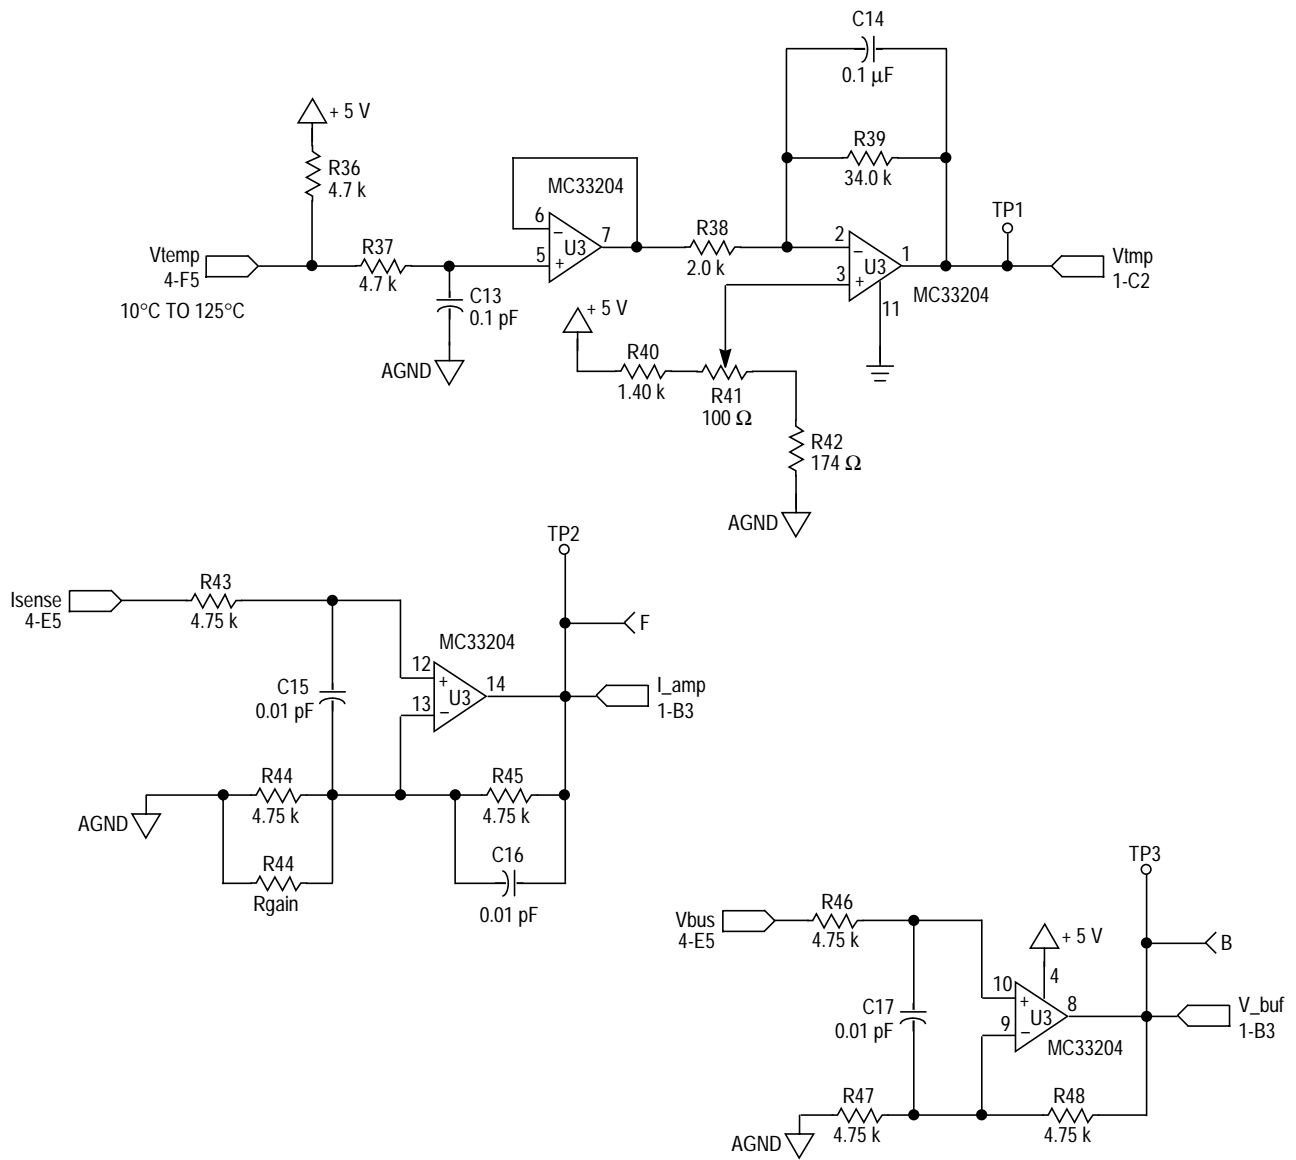 C14
0.1 µF
+ 5 V
R36
4.7 k
R39
34.0 k
MC33204
6
−
U3
7
5
+
Vtemp
4-F5
10°C TO 125°C
R37
4.7 k
C13
0.1 pF
AGND
R38
2.0 k
2
−
U3
1
3
+
MC33204
11
TP1
Vtmp
1-C2
+ 5 V
R40
1.40 k
R41
100 Ω
R42
174 Ω
AGND
TP2
Isense
4-E5
R43
4.75 k
F
MC33204
12
+
U3
14
13
−
I_amp
1-B3
C15
0.01 pF
R44
4.75 k
R45
4.75 k
AGND
R44
Rgain
C16
0.01 pF
TP3
Vbus
4-E5
R46
4.75 k
+ 5 V
4
B
10
+
U3
8
9
−
MC33204
V_buf
1-B3
C17
0.01 pF
R47
4.75 k
R48
4.75 k
AGND